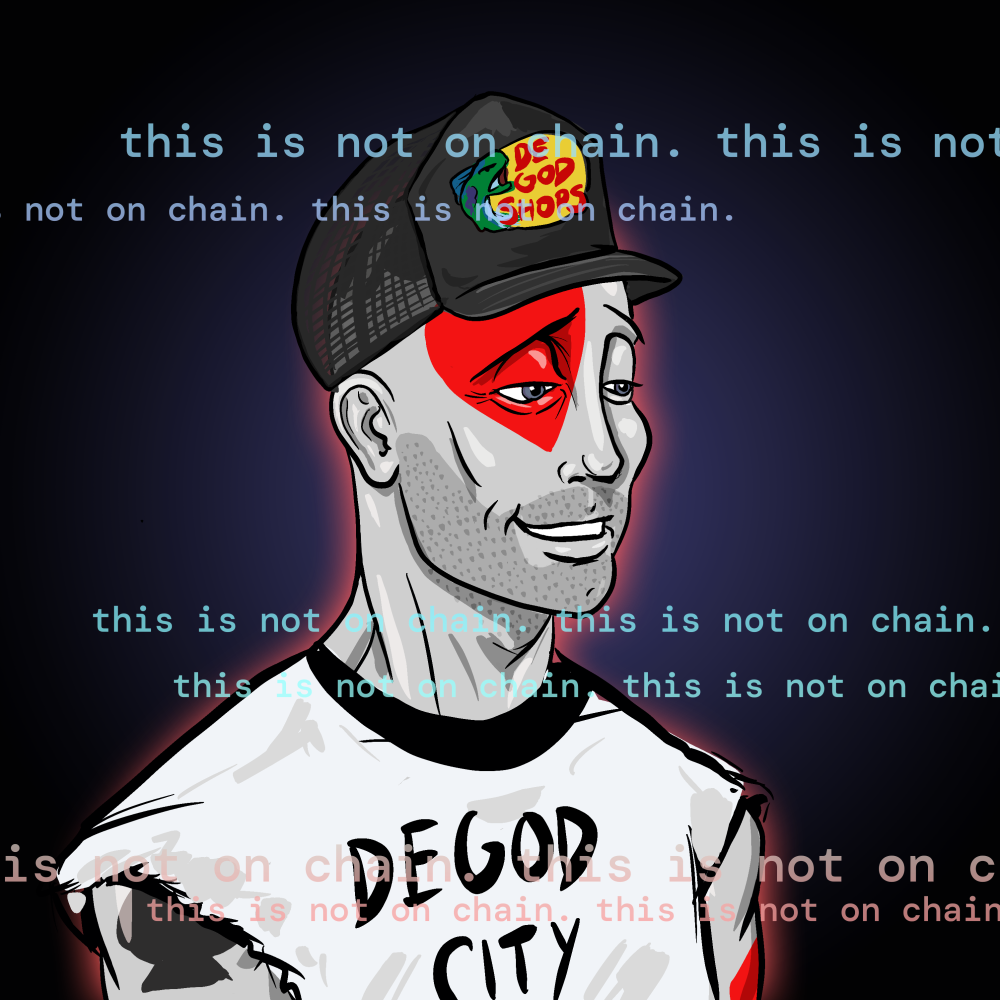 this is not on chain. this is not
not on chain. this is not on chain.
DE
GOD
SHOPS
this is not on chain. this is not on chain.
this is not on chain. this is not on chai
DEGOD
is not on chain. this is not on c
this is not on chain. this is not on chain
CITY